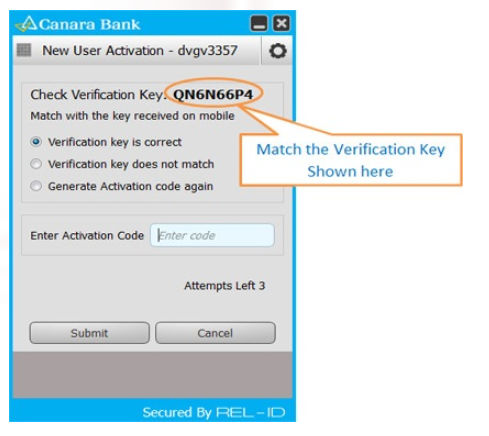 Canara Bank
New User Activation - dvgv3357
Check Verification Key: QN6N66P4
Match with the key received on mobile
Verification key is correct
Verification key does not match
Generate Activation code again
Match the Verification Key
Shown here
Enter Activation Code Enter code
Attempts Left 3
Submit Cancel
Secured By REL-ID